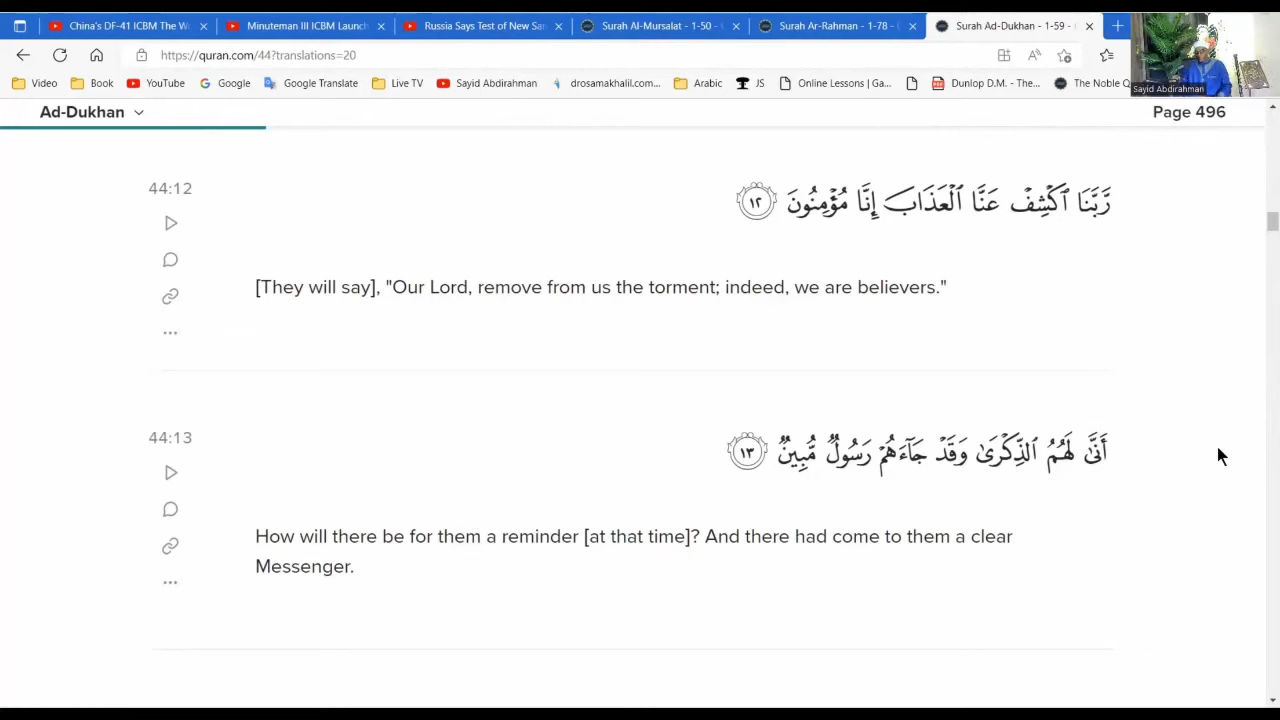 China's DF-41 ICBM The Wo
Minuteman III ICBM Launch
Russia Says Test of New Sar
Surah Al-Mursalat - 1-50 -
Surah Ar-Rahman - 1-78 -
Surah Ad-Dukhan - 1-59 -
https://quran.com/44?translations=20
Video
Book
YouTube
Google
Google Translate
Live TV
Sayid Abdirahman
drosamakhalil.com...
Arabic
JS
Online Lessons | Ga...
Dunlop D.M. - The...
The Noble Q
Sayid Abdirahman
Ad-Dukhan
Page 496
44:12
رَّبَّنَا ٱكْشِفْ عَنَّا ٱلْعَذَابَ إِنَّا مُؤْمِنُونَ ١٢
[They will say], "Our Lord, remove from us the torment; indeed, we are believers."
44:13
أَنَّىٰ لَهُمُ ٱلذِّكْرَىٰ وَقَدْ جَآءَهُمْ رَسُولٌ مُّبِينٌ ١٣
How will there be for them a reminder [at that time]? And there had come to them a clear
Messenger.